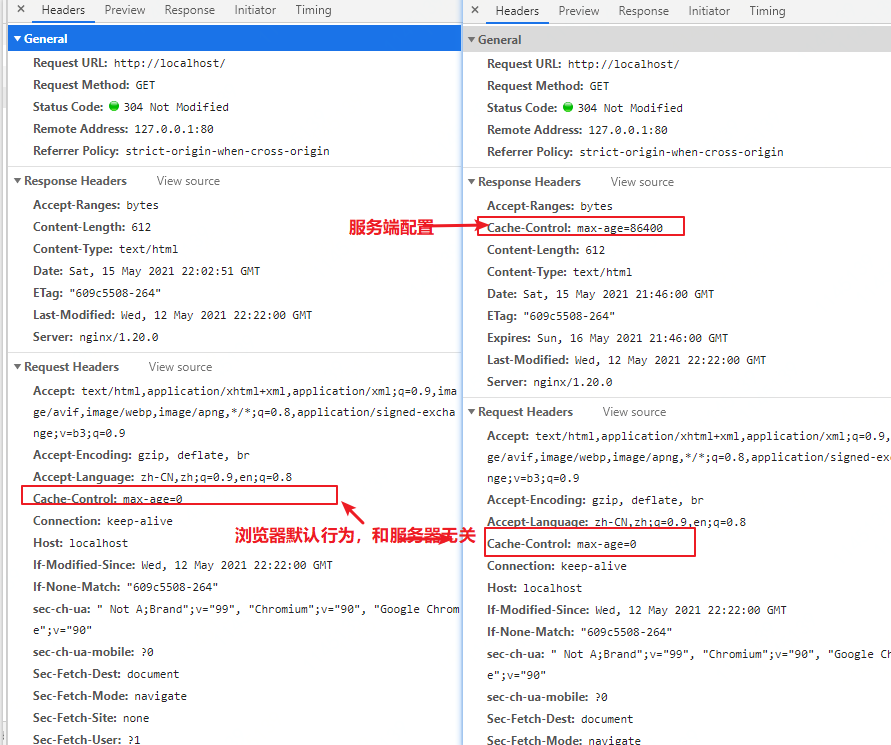 × Headers Preview Response Initiator Timing
General
Request URL: http://localhost/
Request Method: GET
Status Code: 304 Not Modified
Remote Address: 127.0.0.1:80
Referrer Policy: strict-origin-when-cross-origin
Response Headers View source
Accept-Ranges: bytes
Content-Length: 612
Content-Type: text/html
Date: Sat, 15 May 2021 22:02:51 GMT
ETag: "609c5508-264"
Last-Modified: Wed, 12 May 2021 22:22:00 GMT
Server: nginx/1.20.0
Request Headers View source
Accept: text/html,application/xhtml+xml,application/xml;q=0.9,ima
ge/avif,image/webp,image/apng,*/*;q=0.8,application/signed-excha
nge;v=b3;q=0.9
Accept-Encoding: gzip, deflate, br
Accept-Language: zh-CN,zh;q=0.9,en;q=0.8
Cache-Control: max-age=0
Connection: keep-alive
Host: localhost
If-Modified-Since: Wed, 12 May 2021 22:22:00 GMT
If-None-Match: "609c5508-264"
sec-ch-ua: " Not A;Brand";v="99", "Chromium";v="90", "Google Chrom
e";v="90"
sec-ch-ua-mobile: ?0
Sec-Fetch-Dest: document
Sec-Fetch-Mode: navigate
Sec-Fetch-Site: none
Sec-Fetch-User: ?1
服务端配置
浏览器默认行为，和服务器无关
× Headers Preview Response Initiator Timing
General
Request URL: http://localhost/
Request Method: GET
Status Code: 304 Not Modified
Remote Address: 127.0.0.1:80
Referrer Policy: strict-origin-when-cross-origin
Response Headers View source
Accept-Ranges: bytes
Cache-Control: max-age=86400
Content-Length: 612
Content-Type: text/html
Date: Sat, 15 May 2021 21:46:00 GMT
ETag: "609c5508-264"
Expires: Sun, 16 May 2021 21:46:00 GMT
Last-Modified: Wed, 12 May 2021 22:22:00 GMT
Server: nginx/1.20.0
Request Headers View source
Accept: text/html,application/xhtml+xml,application/xml;q=0.9,
ge/avif,image/webp,image/apng,*/*;q=0.8,application/signed-ex
nge;v=b3;q=0.9
Accept-Encoding: gzip, deflate, br
Accept-Language: zh-CN,zh;q=0.9,en;q=0.8
Cache-Control: max-age=0
Connection: keep-alive
Host: localhost
If-Modified-Since: Wed, 12 May 2021 22:22:00 GMT
If-None-Match: "609c5508-264"
sec-ch-ua: " Not A;Brand";v="99", "Chromium";v="90", "Google Ch
e";v="90"
sec-ch-ua-mobile: ?0
Sec-Fetch-Dest: document
Sec-Fetch-Mode: navigate